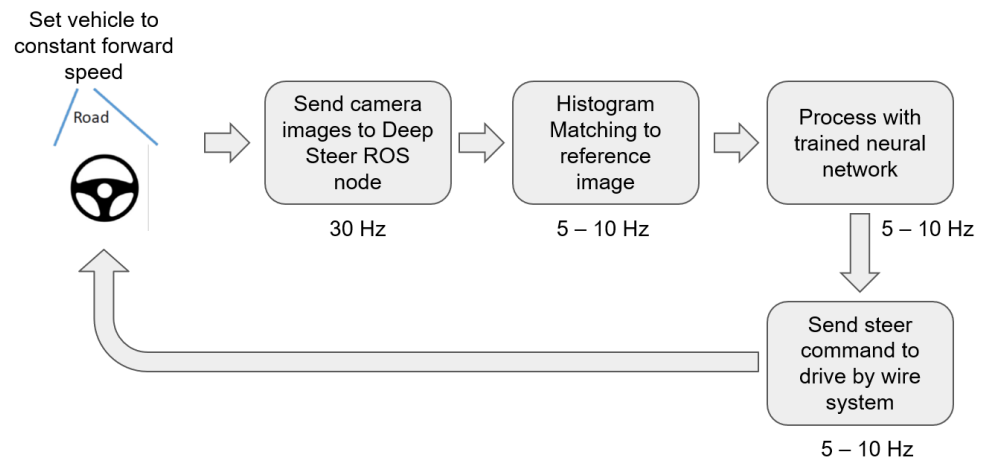 Set vehicle to
constant forward
speed
Road
Send camera
images to Deep
Steer ROS
node
30 Hz
Histogram
Matching to
reference
image
5 – 10 Hz
Process with
trained neural
network
5 – 10 Hz
Send steer
command to
drive by wire
system
5 – 10 Hz